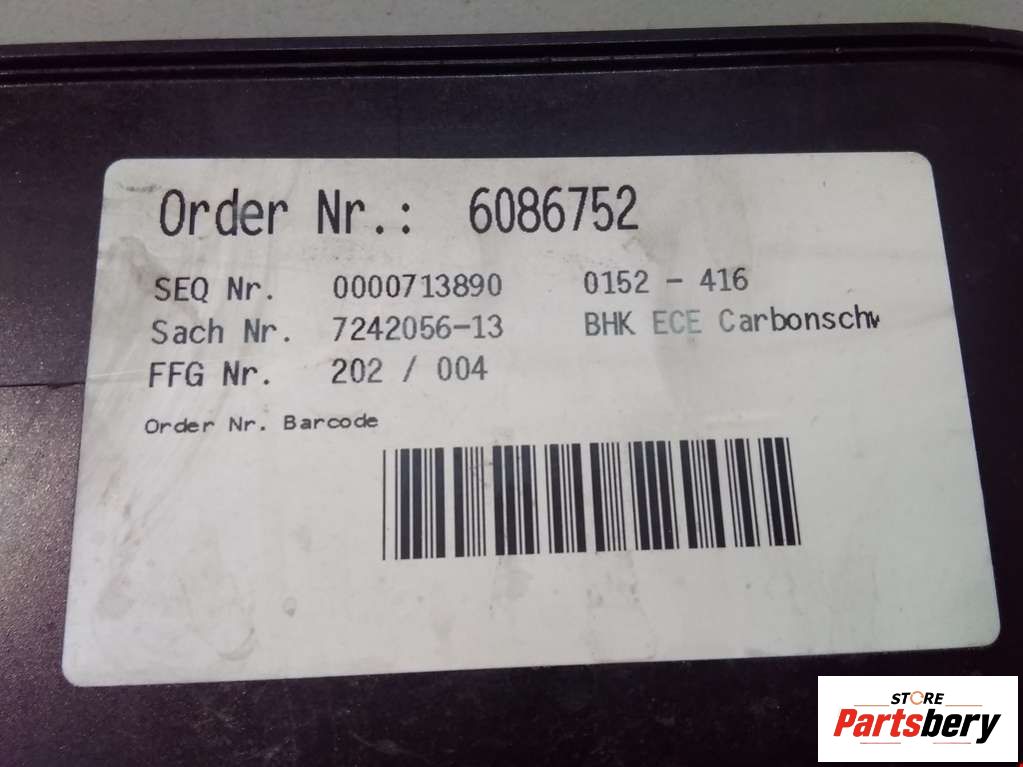 Order Nr.: 6086752
SEQ Nr. 0000713890 0152 - 416
Sach Nr. 7242056-13 BHK ECE Carbonschw
FFG Nr. 202 / 004
Order Nr. Barcode
STORE
Partsbery